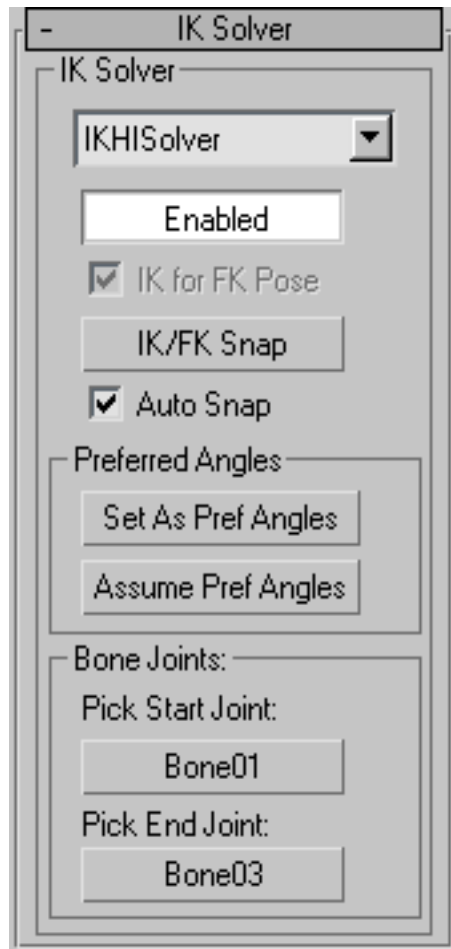 - IK Solver
IK Solver
IKHISolver
Enabled
IK for FK Pose
IK/FK Snap
Auto Snap
Preferred Angles
Set As Pref Angles
Assume Pref Angles
Bone Joints:
Pick Start Joint:
Bone01
Pick End Joint:
Bone03